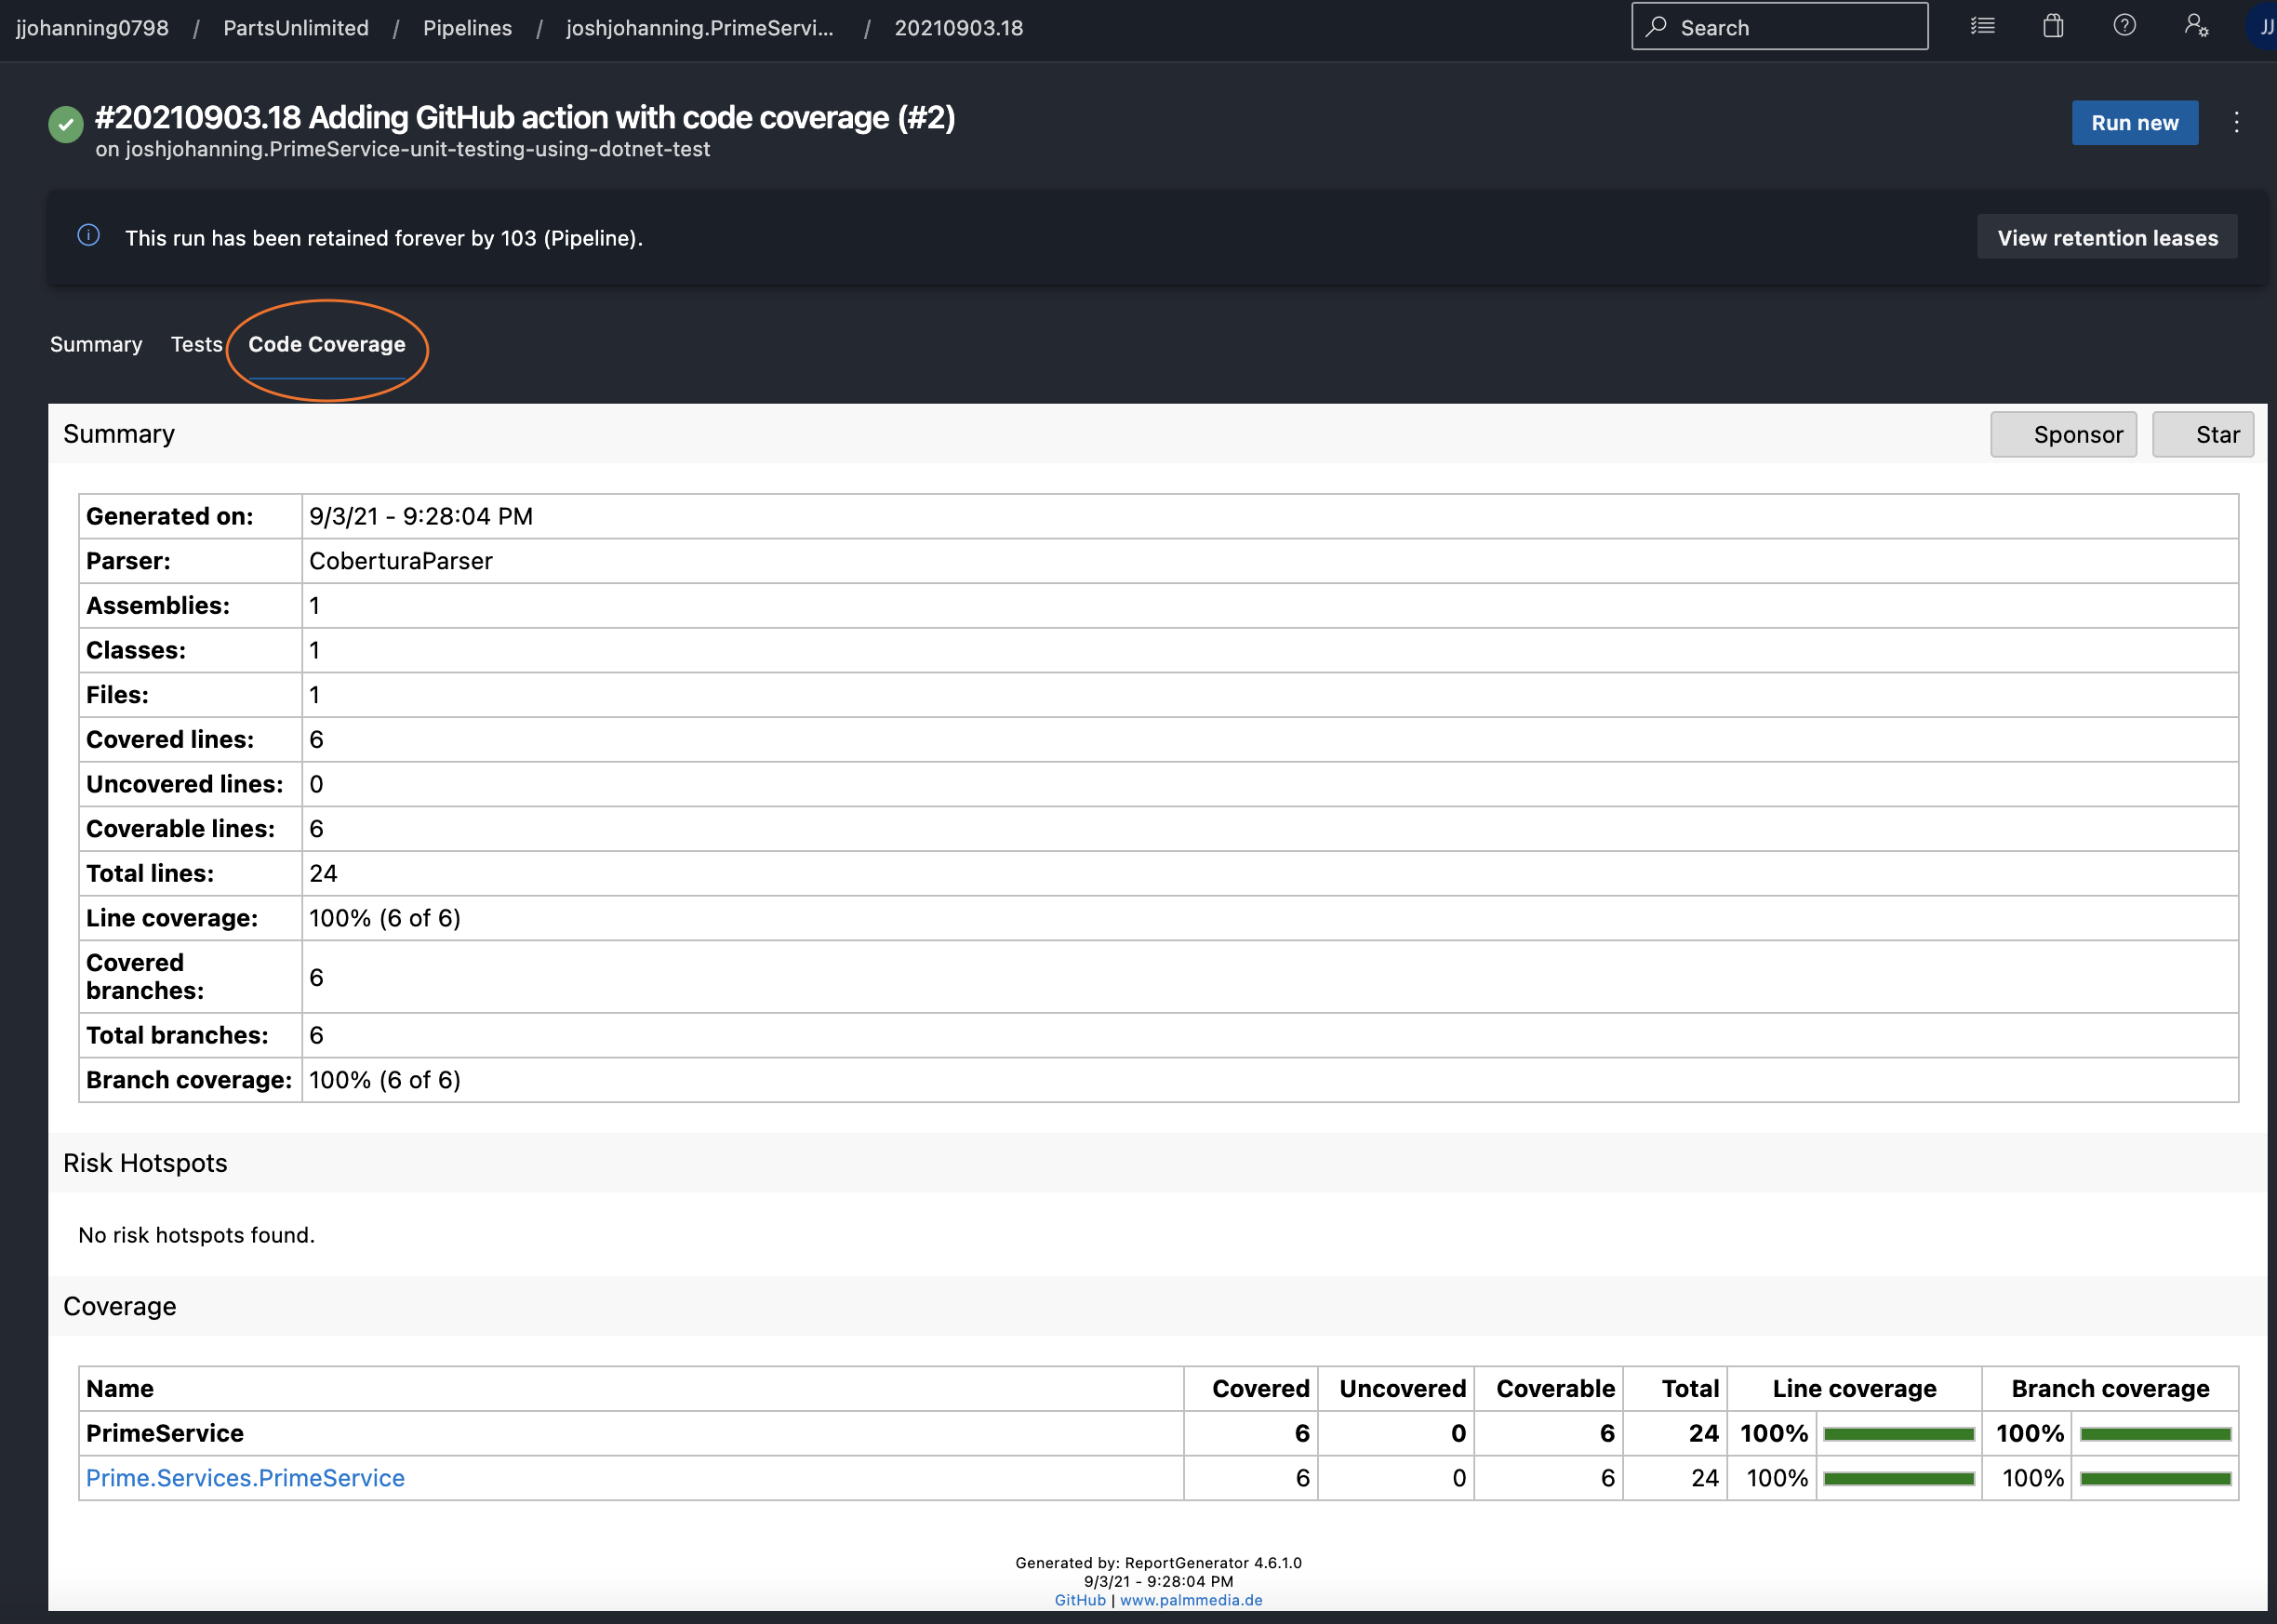 jjohanning0798 / PartsUnlimited / Pipelines / joshjohanning.PrimeServi... / 20210903.18
Search
JJ
#20210903.18 Adding GitHub action with code coverage (#2)
on joshjohanning.PrimeService-unit-testing-using-dotnet-test
Run new
This run has been retained forever by 103 (Pipeline).
View retention leases
Summary Tests Code Coverage
Summary
Sponsor Star
Generated on: 9/3/21 - 9:28:04 PM
Parser: CoberturaParser
Assemblies: 1
Classes: 1
Files: 1
Covered lines: 6
Uncovered lines: 0
Coverable lines: 6
Total lines: 24
Line coverage: 100% (6 of 6)
Covered
branches: 6
Total branches: 6
Branch coverage: 100% (6 of 6)
Risk Hotspots
No risk hotspots found.
Coverage
Name Covered Uncovered Coverable Total Line coverage Branch coverage
PrimeService 6 0 6 24 100% 100%
Prime.Services.PrimeService 6 0 6 24 100% 100%
Generated by: ReportGenerator 4.6.1.0
9/3/21 - 9:28:04 PM
GitHub | www.palmmedia.de